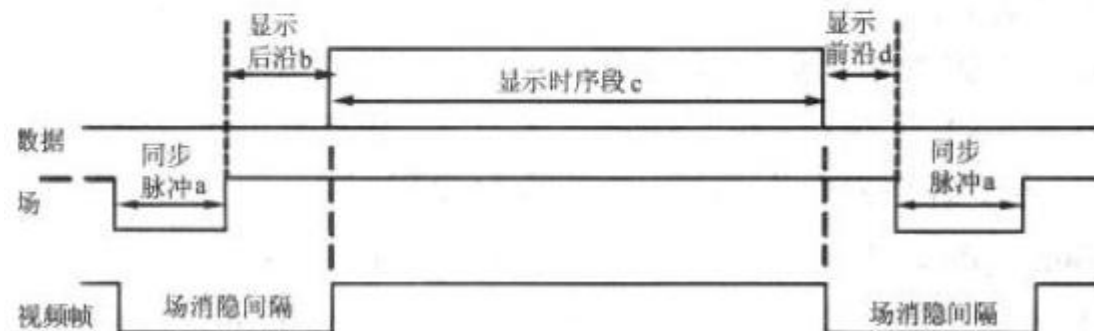 显示
后沿b
显示
前沿d
显示时序段c
数据
同步
脉冲a
同步
脉冲a
场
视频帧
场消隐间隔
场消隐间隔